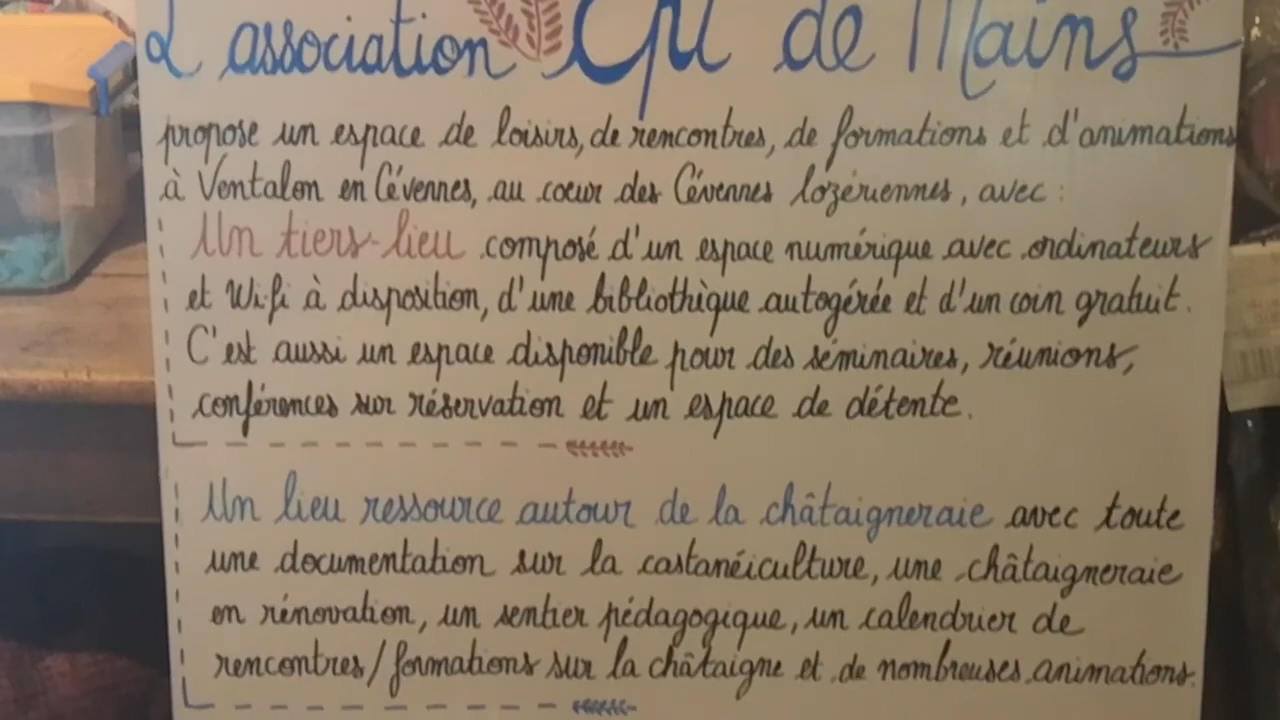 L'association Cru de Mains
propose un espace de loisirs, de rencontres, de formations et d'animations
à Ventalon en Cévennes, au coeur des Cévennes lozériennes, avec :
Un tiers-lieu composé d'un espace numérique avec ordinateurs
et Wifi à disposition, d'une bibliothèque autogérée et d'un coin gratuit.
C'est aussi un espace disponible pour des séminaires, réunions,
conférences sur réservation et un espace de détente.
Un lieu ressource autour de la châtaigneraie avec toute
une documentation sur la castanéiculture, une châtaigneraie
en rénovation, un sentier pédagogique, un calendrier de
rencontres/formations sur la châtaigne et de nombreuses animations.